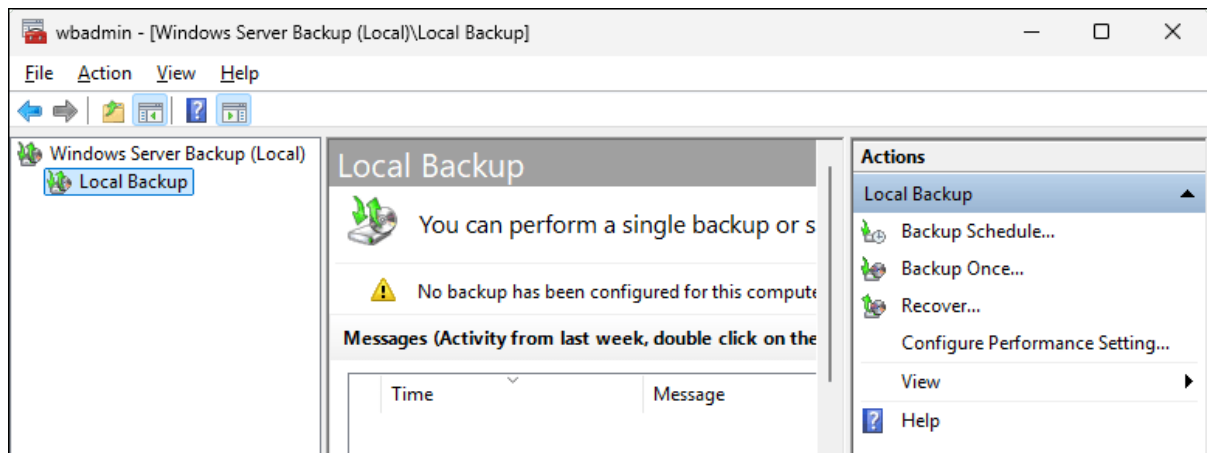 wbadmin - [Windows Server Backup (Local)\Local Backup]
File Action View Help
Windows Server Backup (Local)
Local Backup
Local Backup
You can perform a single backup or s
No backup has been configured for this compute
Messages (Activity from last week, double click on the
Time Message
Actions
Local Backup
Backup Schedule...
Backup Once...
Recover...
Configure Performance Setting...
View
Help